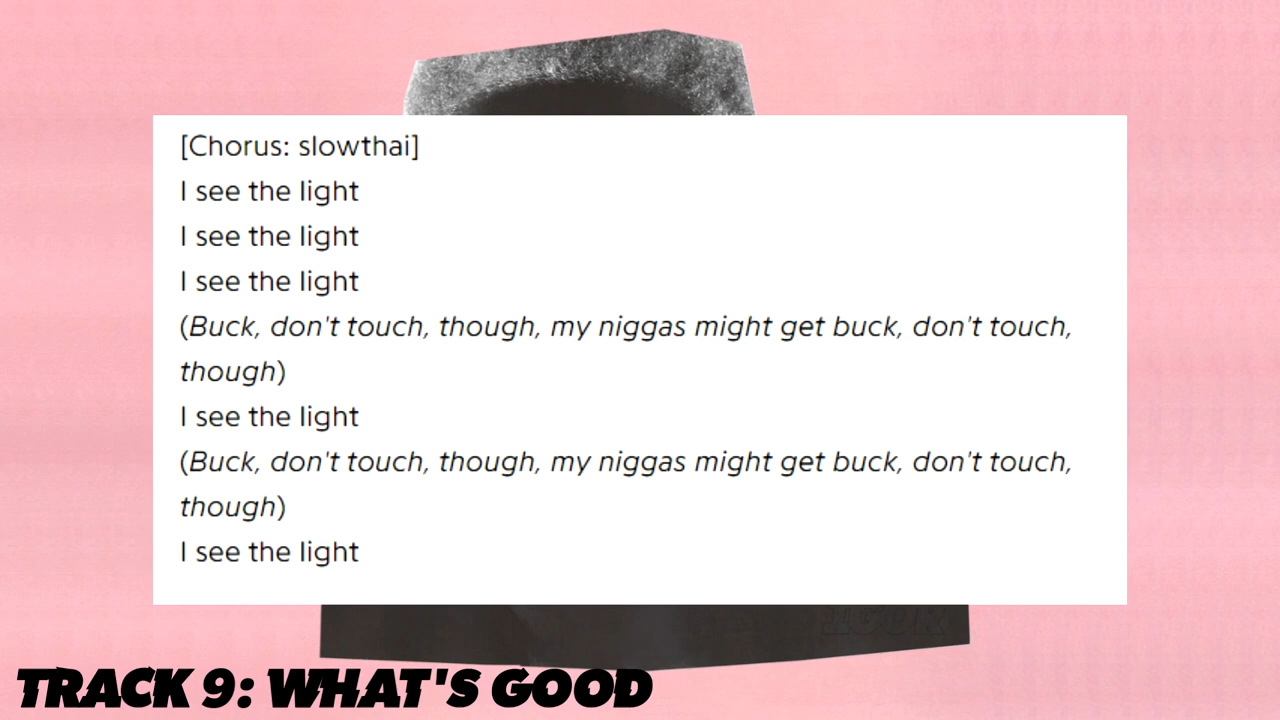 [Chorus: slowthai]
I see the light
I see the light
I see the light
(Buck, don't touch, though, my niggas might get buck, don't touch,
though)
I see the light
(Buck, don't touch, though, my niggas might get buck, don't touch,
though)
I see the light
IGOR
TRACK 9: WHAT'S GOOD